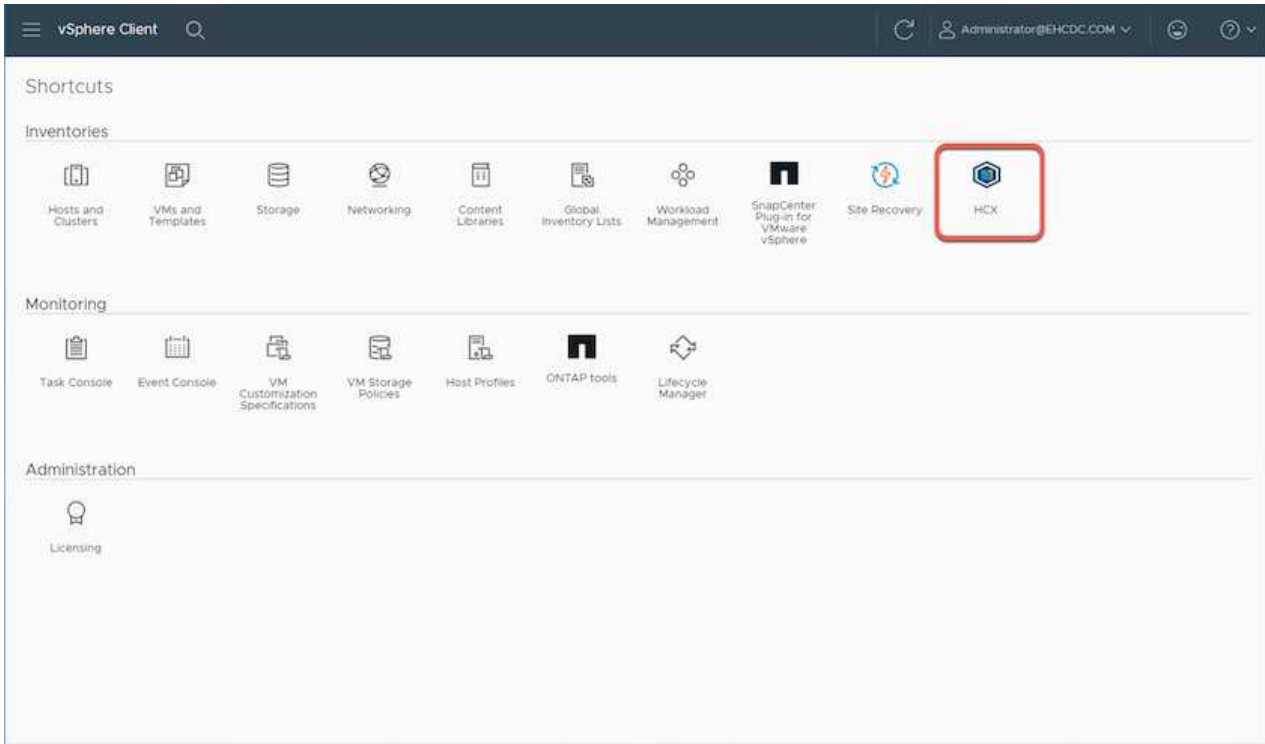 vSphere Client
Administrator@EHCDC.COM
Shortcuts
Inventories
Hosts and
Clusters
VMs and
Templates
Storage
Networking
Content
Libraries
Global
Inventory Lists
Workload
Management
SnapCenter
Plug-in for
VMware
vSphere
Site Recovery
HCX
Monitoring
Task Console
Event Console
VM
Customization
Specifications
VM Storage
Policies
Host Profiles
ONTAP tools
Lifecycle
Manager
Administration
Licensing